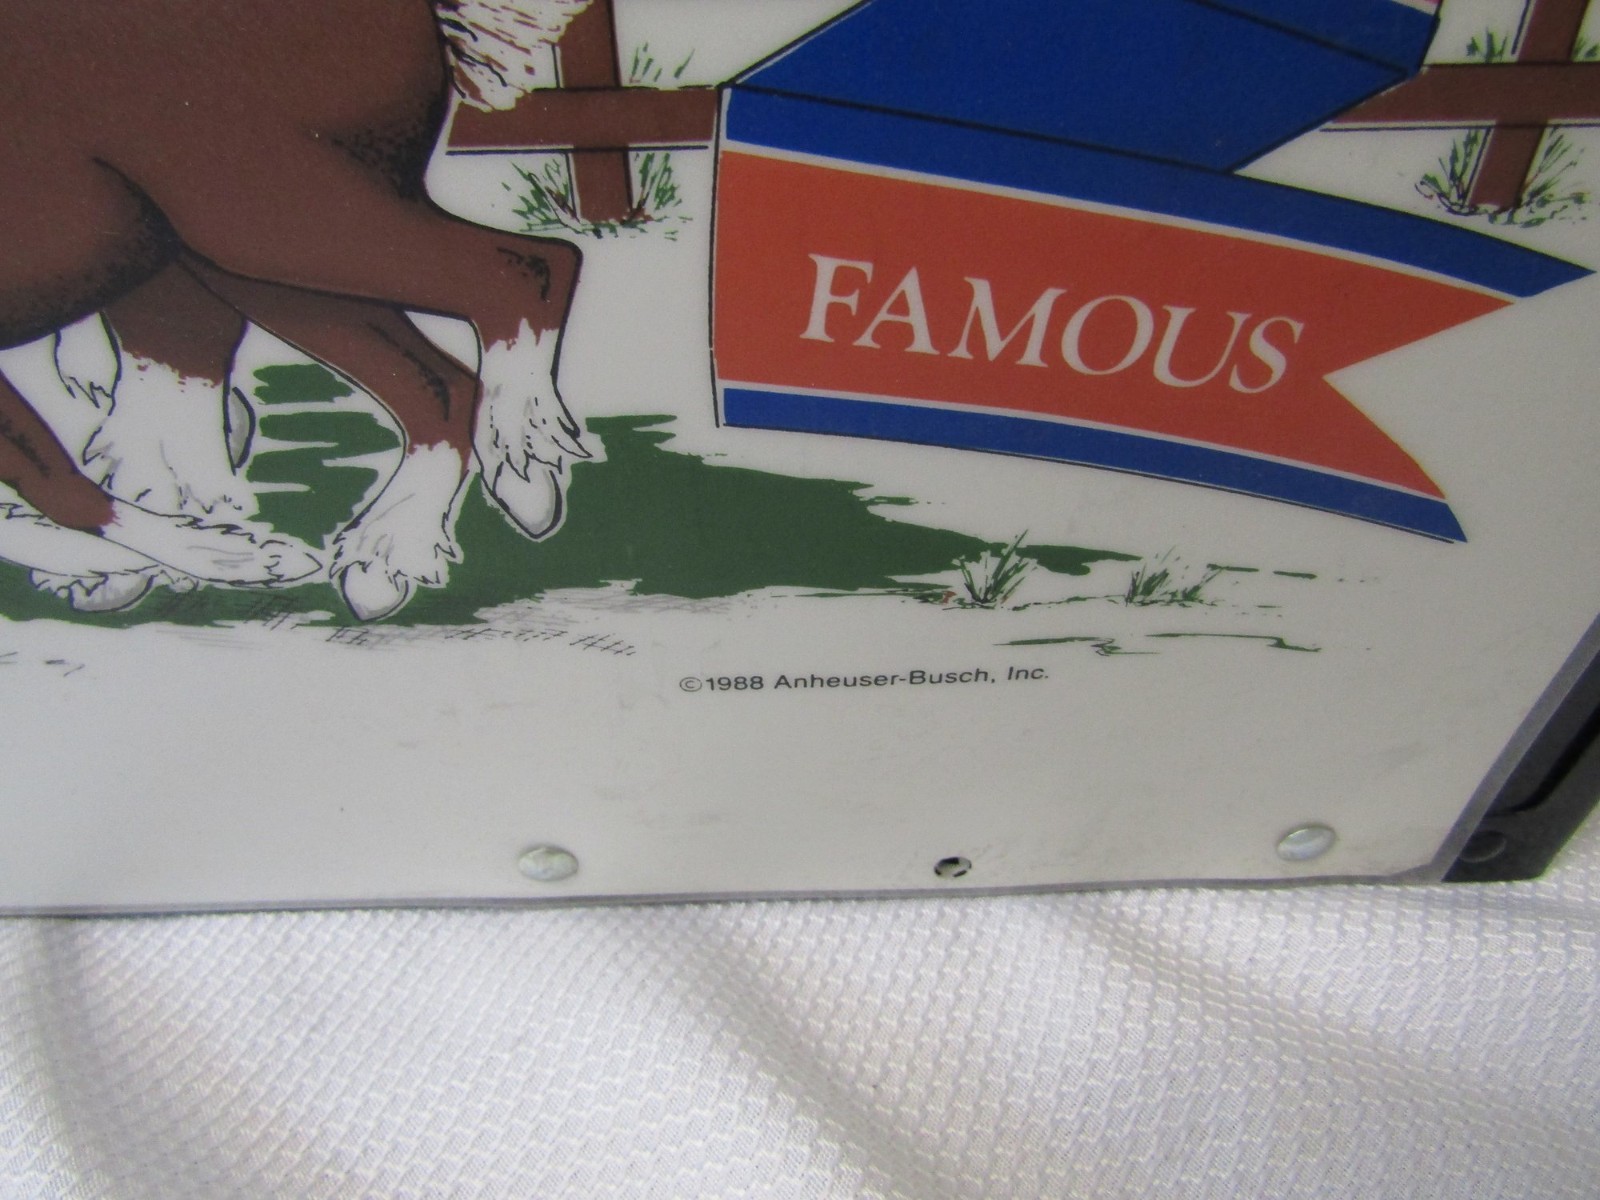 FAMOUS
©1988 Anheuser-Busch, Inc.